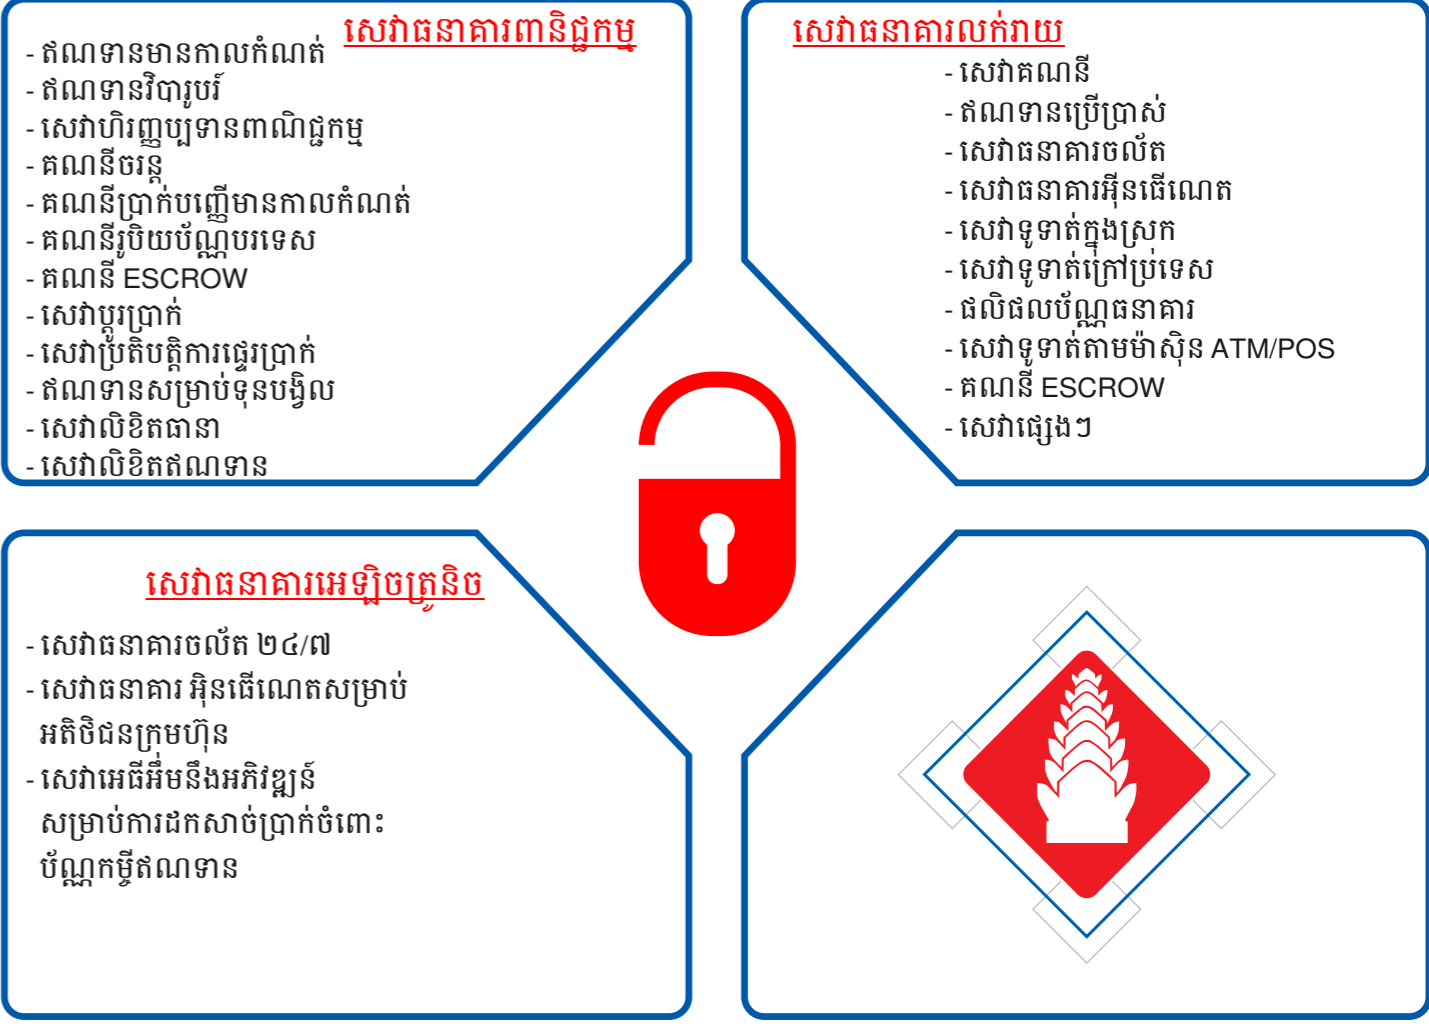 សេវាធនាគារពានិជ្ជកម្ម
- ឥណទានមានកាលកំណត់
- ឥណទានវិបារូបរ៍
- សេវាហិរញ្ញប្បទានពាណិជ្ជកម្ម
- គណនីចរន្ត
- គណនីប្រាក់បញ្ញើមានកាលកំណត់
- គណនីរូបិយប័ណ្ណបរទេស
- គណនី ESCROW
- សេវាប្តូរប្រាក់
- សេវាប្រតិបត្តិការផ្ទេរប្រាក់
- ឥណទានសម្រាប់ទុនបង្វិល
- សេវាលិខិតធានា
- សេវាលិខិតឥណទាន
សេវាធនាគារលក់រាយ
- សេវាគណនី
- ឥណទានប្រើប្រាស់
- សេវាធនាគារចល័ត
- សេវាធនាគារអ៊ីនធើណេត
- សេវាទូទាត់ក្នុងស្រុក
- សេវាទូទាត់ក្រៅប្រទេស
- ផលិផលប័ណ្ណធនាគារ
- សេវាទូទាត់តាមម៉ាស៊ិន ATM/POS
- គណនី ESCROW
- សេវាផ្សេងៗ
សេវាធនាគារអេឡិចត្រូនិច
- សេវាធនាគារចល័ត ២៤/៧
- សេវាធនាគារ អ៊ិនធើណេតសម្រាប់
អតិថិជនក្រុមហ៊ុន
- សេវាអេធីអឹមនឹងអភិវឌ្ឍន៍
សម្រាប់ការដកសាច់ប្រាក់ចំពោះ
ប័ណ្ណកម្ចីឥណទាន